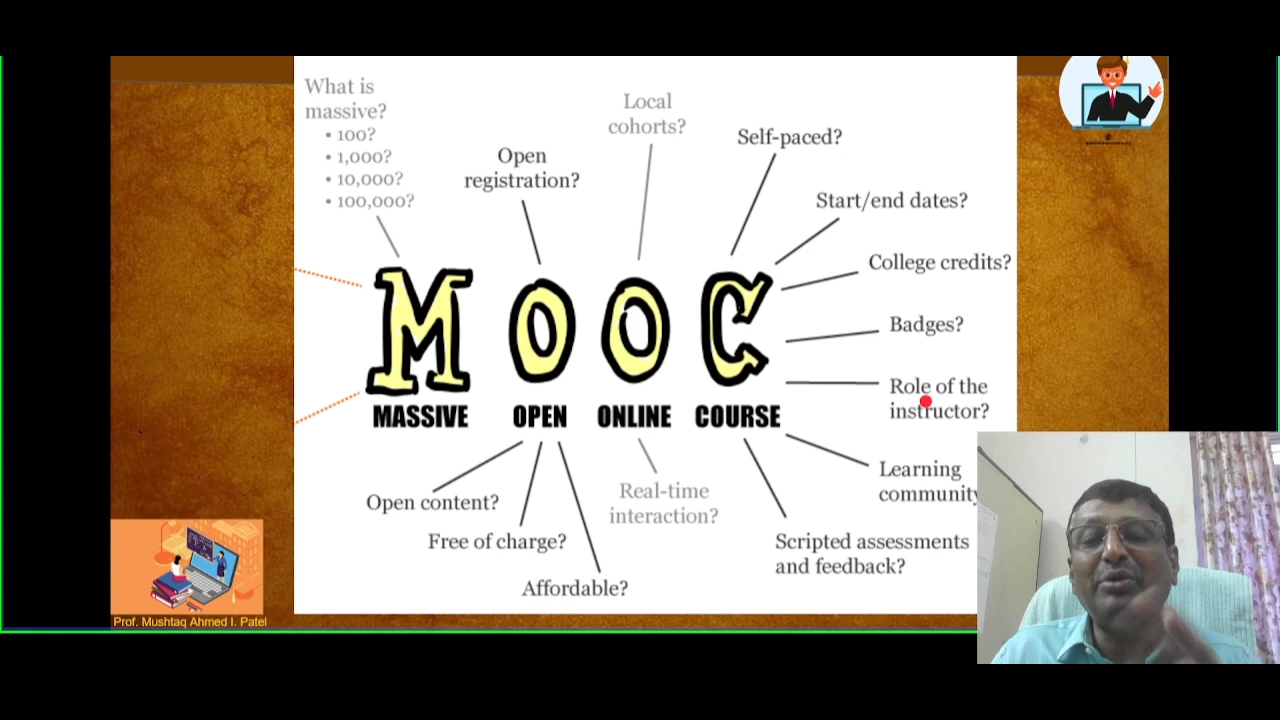 What is
massive?
• 100?
• 1,000?
• 10,000?
• 100,000?
Open
registration?
Local
cohorts?
Self-paced?
Start/end dates?
College credits?
Badges?
Role of the
instructor?
Learning
community
Scripted assessments
and feedback?
MOOC
MASSIVE OPEN ONLINE COURSE
Open content?
Free of charge?
Affordable?
Real-time
interaction?
Prof. Mushtaq Ahmed I. Patel